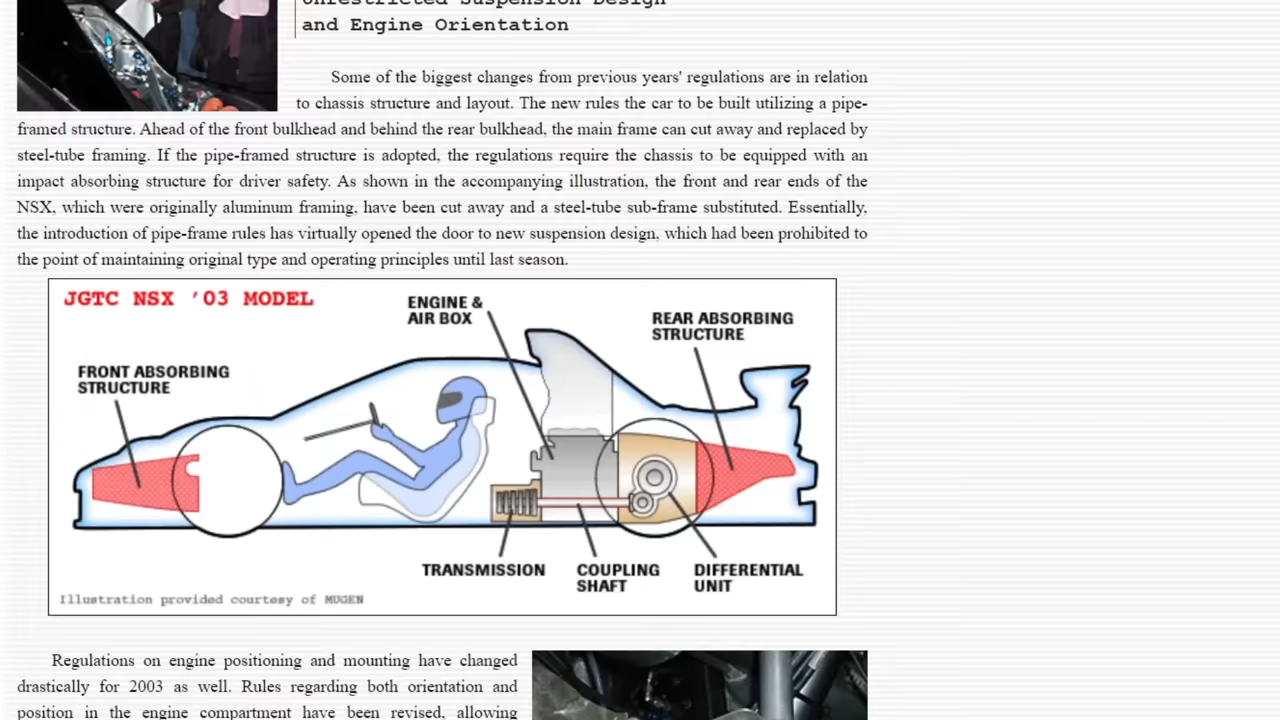 Unrestricted Suspension Design
and Engine Orientation
Some of the biggest changes from previous years' regulations are in relation
to chassis structure and layout. The new rules the car to be built utilizing a pipe-
framed structure. Ahead of the front bulkhead and behind the rear bulkhead, the main frame can cut away and replaced by
steel-tube framing. If the pipe-framed structure is adopted, the regulations require the chassis to be equipped with an
impact absorbing structure for driver safety. As shown in the accompanying illustration, the front and rear ends of the
NSX, which were originally aluminum framing, have been cut away and a steel-tube sub-frame substituted. Essentially,
the introduction of pipe-frame rules has virtually opened the door to new suspension design, which had been prohibited to
the point of maintaining original type and operating principles until last season.
JGTC NSX '03 MODEL
ENGINE &
AIR BOX
REAR ABSORBING
STRUCTURE
FRONT ABSORBING
STRUCTURE
TRANSMISSION
COUPLING
SHAFT
DIFFERENTIAL
UNIT
Illustration provided courtesy of MUGEN
Regulations on engine positioning and mounting have changed
drastically for 2003 as well. Rules regarding both orientation and
position in the engine compartment have been revised, allowing